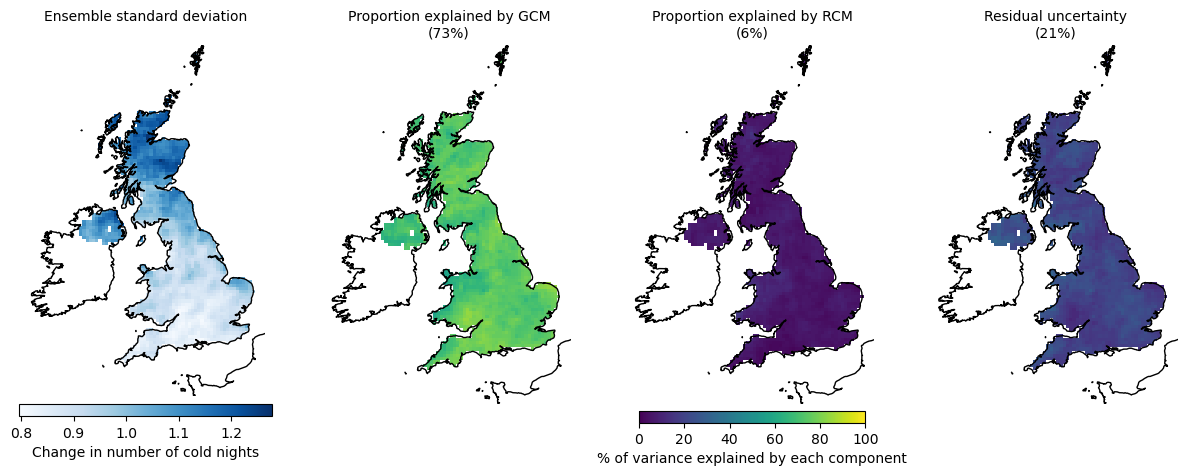 Ensemble standard deviation
Proportion explained by GCM
(73%)
Proportion explained by RCM
(6%)
Residual uncertainty
(21%)
0.8 0.9 1.0 1.1 1.2
Change in number of cold nights
0 20 40 60 80 100
% of variance explained by each component